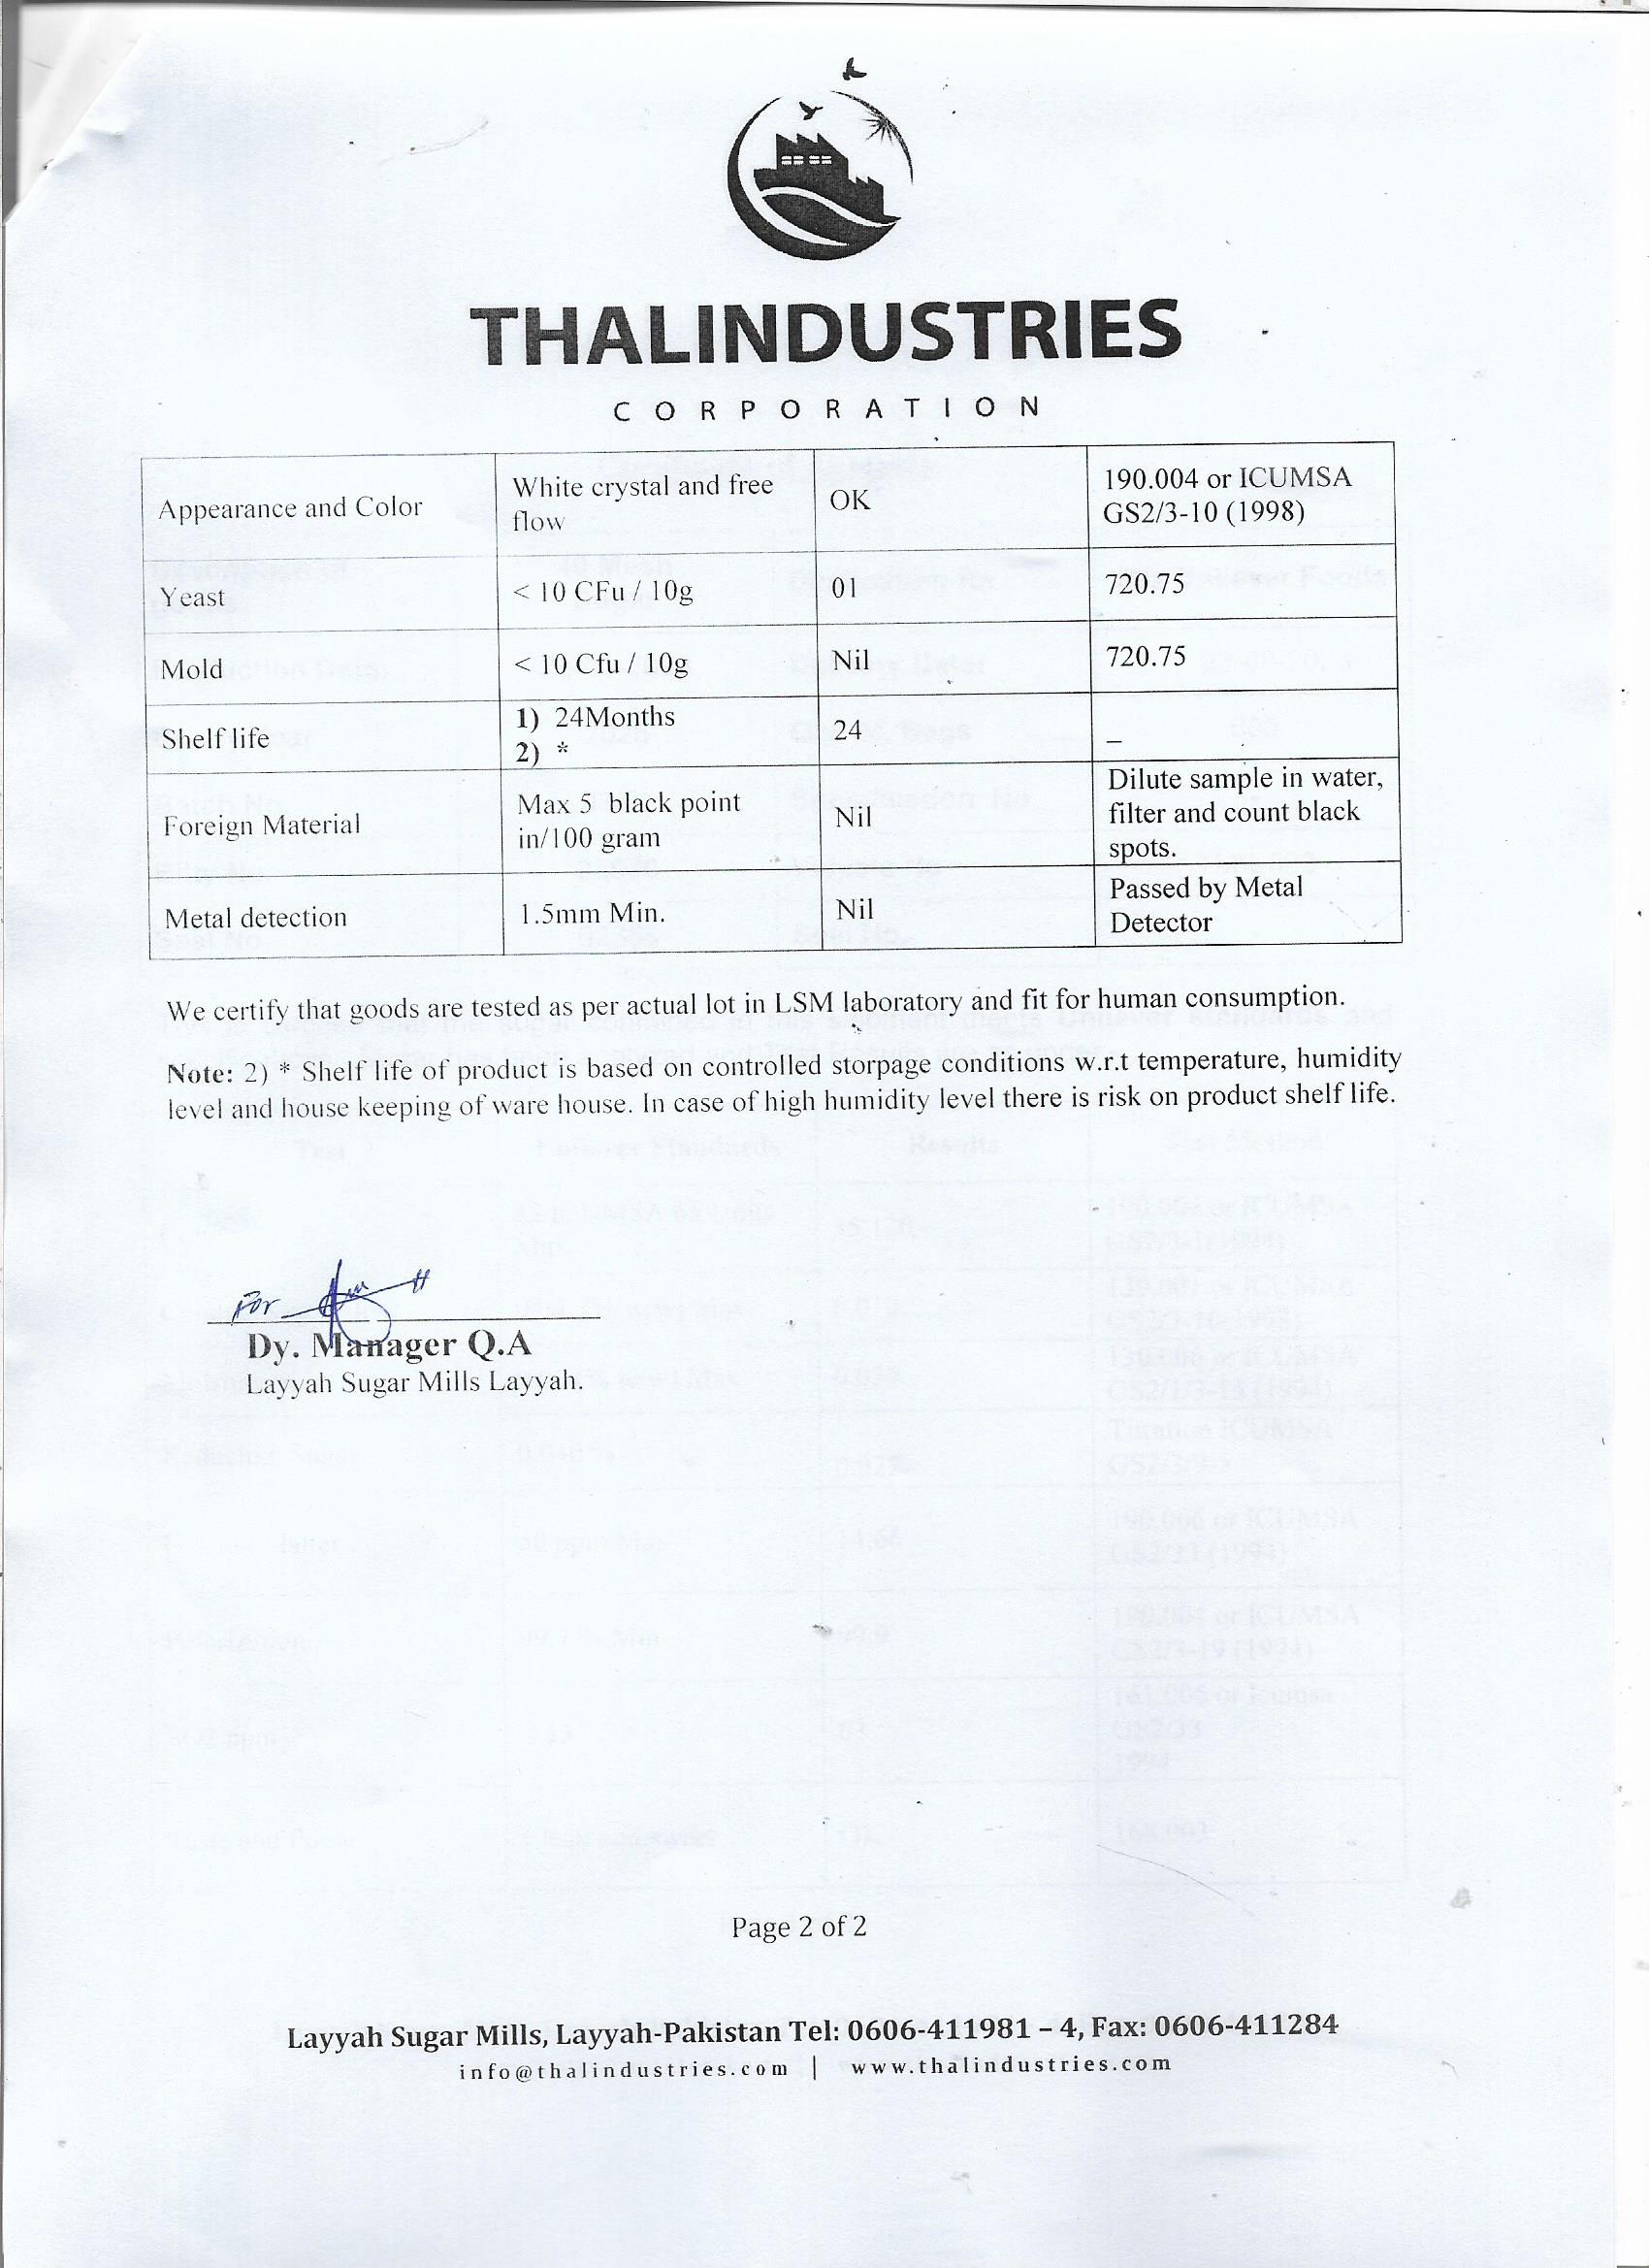 THALINDUSTRIES
CORPORATION
Appearance and Color
White crystal and free
flow
OK
190.004 or ICUMSA
GS2/3-10 (1998)
Yeast
< 10 CFu / 10g
01
720.75
Mold
< 10 Cfu / 10g
Nil
720.75
Shelf life
1) 24Months
2) *
24
_
Foreign Material
Max 5 black point
in/100 gram
Nil
Dilute sample in water,
filter and count black
spots.
Metal detection
1.5mm Min.
Nil
Passed by Metal
Detector
We certify that goods are tested as per actual lot in LSM laboratory and fit for human consumption.
Note: 2) * Shelf life of product is based on controlled storpage conditions w.r.t temperature, humidity
level and house keeping of ware house. In case of high humidity level there is risk on product shelf life.
For
Dy. Manager Q.A
Layyah Sugar Mills Layyah.
Page 2 of 2
Layyah Sugar Mills, Layyah-Pakistan Tel: 0606-411981 – 4, Fax: 0606-411284
info@thalindustries.com | www.thalindustries.com